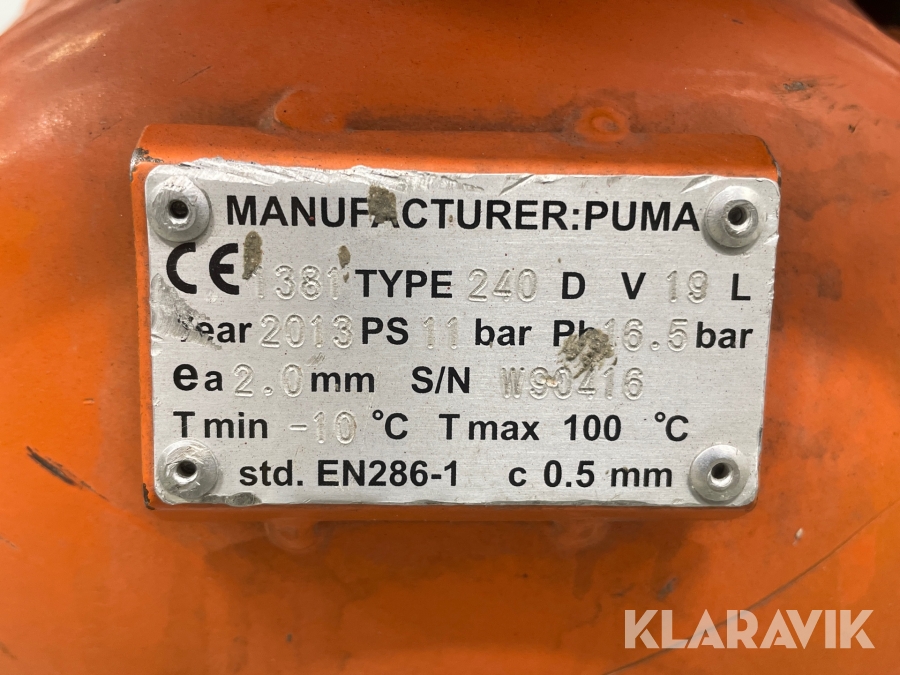 MANUFACTURER:PUMA
CE 1381 TYPE 240 D V 19 L
Year 2013 PS 11 bar Ph 16.5 bar
ea 2.0 mm S/N W90416
T min -10 °C T max 100 °C
std. EN286-1 c 0.5 mm
KLARAVIK